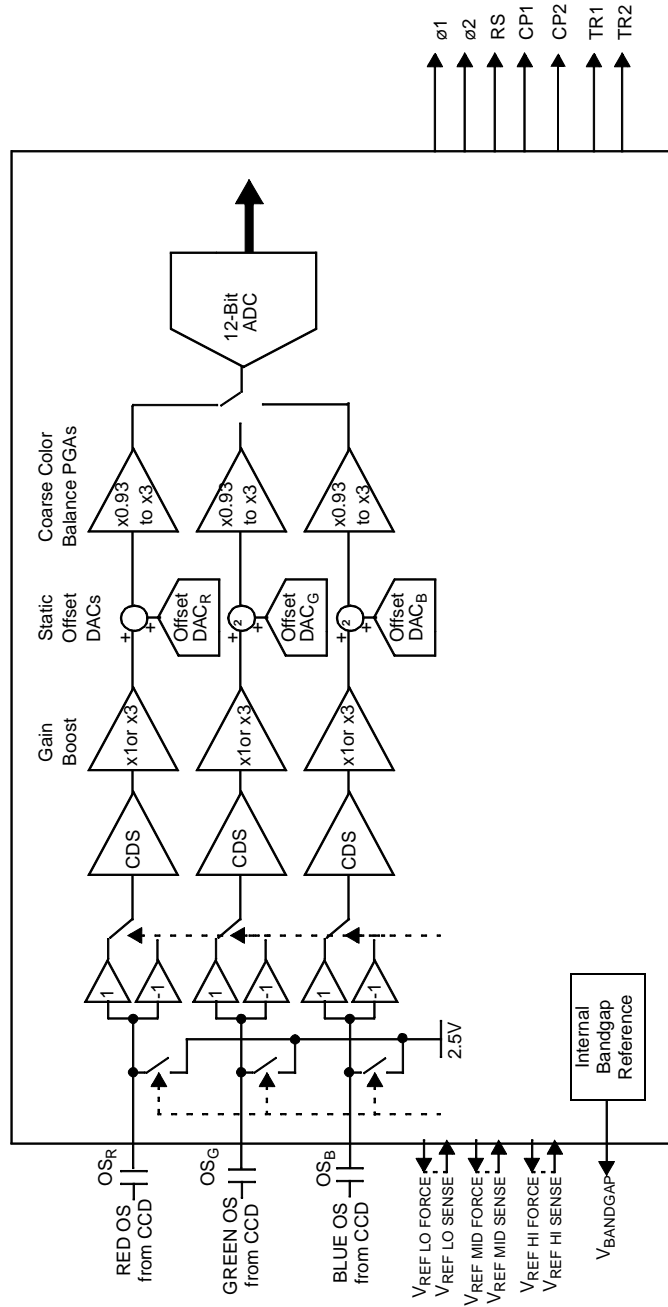 Gain
Boost
Static
Offset
DACs
Coarse Color
Balance PGAs
RED OS
from CCD
OSR
1
-1
CDS
x1or x3
+
+
Offset
DACR
x0.93
to x3
GREEN OS
from CCD
OSG
1
-1
CDS
x1or x3
+
2
+
Offset
DACG
x0.93
to x3
12-Bit
ADC
BLUE OS
from CCD
OSB
1
-1
CDS
x1or x3
+
2
+
Offset
DACB
x0.93
to x3
2.5V
VREF LO FORCE
VREF LO SENSE
VREF MID FORCE
VREF MID SENSE
VREF HI FORCE
VREF HI SENSE
VBANDGAP
Internal
Bandgap
Reference
ø1
ø2
RS
CP1
CP2
TR1
TR2